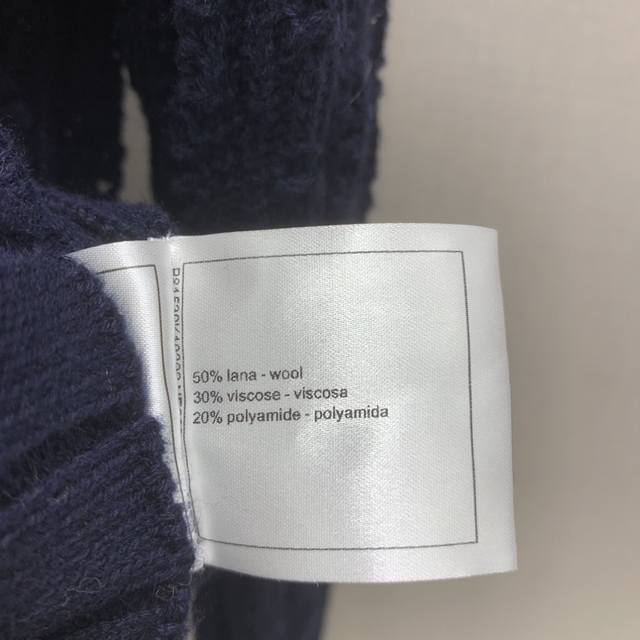 50% lana - wool
30% viscose - viscosa
20% polyamide - polyamida